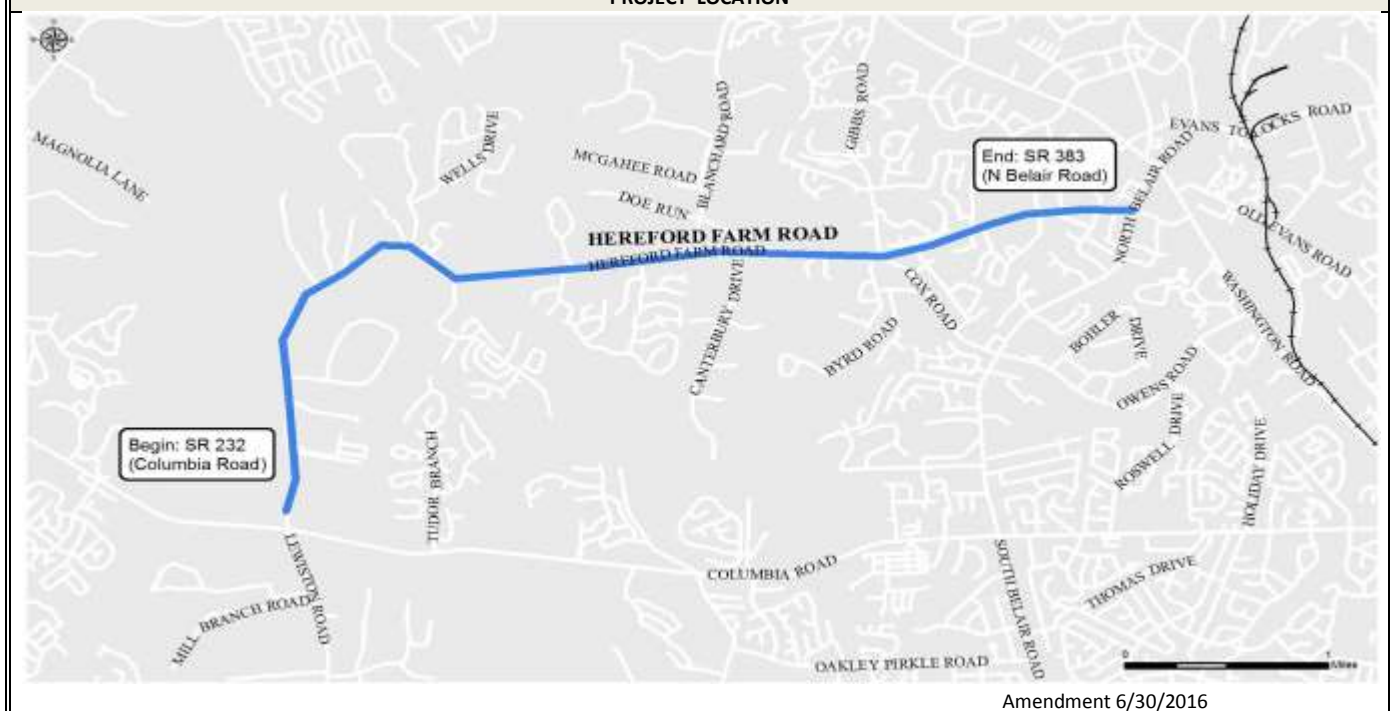 PROJECT LOCATION
MAGNOLIA LANE
WELLS DRIVE
MCGAHEE ROAD
DOE RUN
BLANCHARD ROAD
GIBBS ROAD
EVANS TO LOCKS ROAD
End: SR 383
(N Belair Road)
NORTH BELAIR ROAD
OLD EVANS ROAD
HEREFORD FARM ROAD
HEREFORD FARM ROAD
CANTERBURY DRIVE
COX ROAD
BYRD ROAD
BOHLER DRIVE
WASHINGTON ROAD
OWENS ROAD
ROSWELL DRIVE
HOLIDAY DRIVE
Begin: SR 232
(Columbia Road)
TUDOR BRANCH
LEWISTON ROAD
MILL BRANCH ROAD
COLUMBIA ROAD
SOUTH BELAIR ROAD
THOMAS DRIVE
OAKLEY PIRKLE ROAD
0 1
Miles
Amendment 6/30/2016